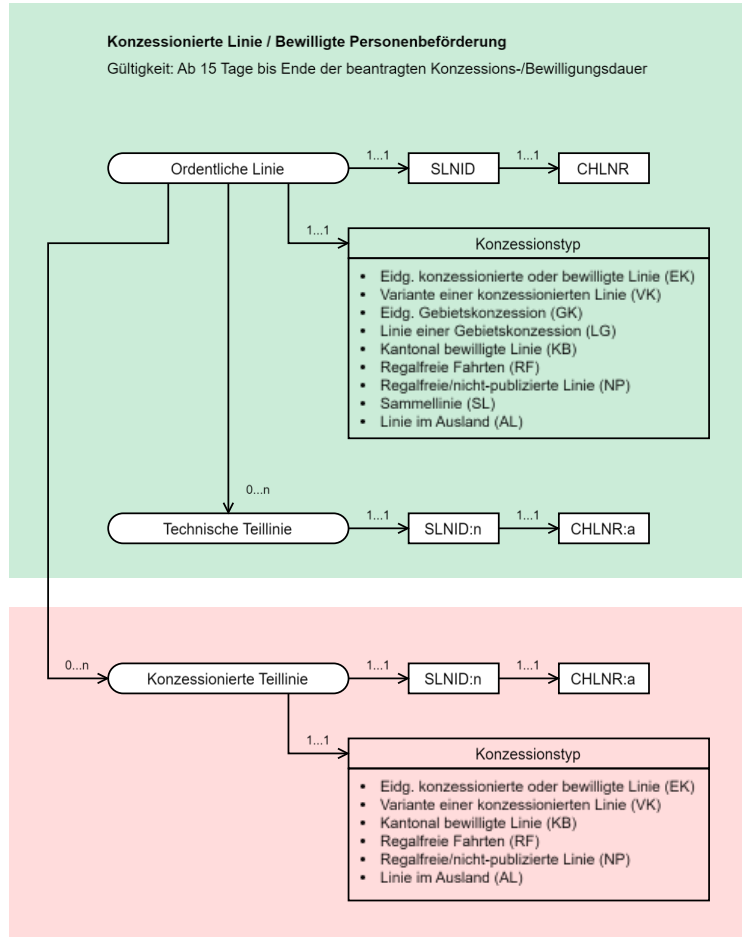 Konzessionierte Linie / Bewilligte Personenbeförderung
Gültigkeit: Ab 15 Tage bis Ende der beantragten Konzessions-/Bewilligungsdauer
Ordentliche Linie
1...1
SLNID
1...1
CHLNR
1...1
Konzessionstyp
• Eidg. konzessionierte oder bewilligte Linie (EK)
• Variante einer konzessionierten Linie (VK)
• Eidg. Gebietskonzession (GK)
• Linie einer Gebietskonzession (LG)
• Kantonal bewilligte Linie (KB)
• Regalfreie Fahrten (RF)
• Regalfreie/nicht-publizierte Linie (NP)
• Sammellinie (SL)
• Linie im Ausland (AL)
0...n
Technische Teillinie
1...1
SLNID:n
1...1
CHLNR:a
0...n
Konzessionierte Teillinie
1...1
SLNID:n
1...1
CHLNR:a
1...1
Konzessionstyp
• Eidg. konzessionierte oder bewilligte Linie (EK)
• Variante einer konzessionierten Linie (VK)
• Kantonal bewilligte Linie (KB)
• Regalfreie Fahrten (RF)
• Regalfreie/nicht-publizierte Linie (NP)
• Linie im Ausland (AL)